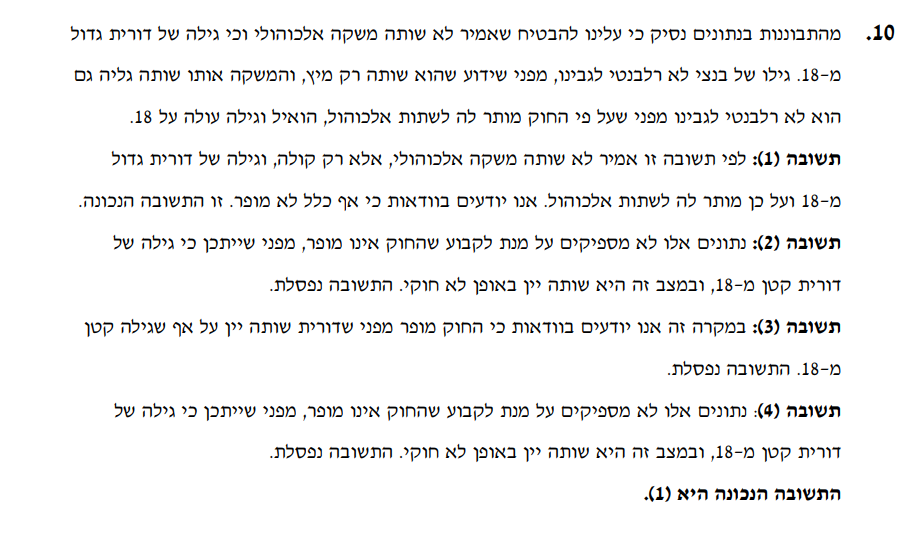 10. מהתבוננות בנתונים נסיק כי עלינו להבטיח שאמיר לא שותה משקה אלכוהולי וכי גילה של דורית גדול
מ-18. גילו של בנצי לא רלבנטי לגבינו, מפני שידוע שהוא שותה רק מיץ, והמשקה אותו שותה גליה גם
הוא לא רלבנטי לגבינו מפני שעל פי החוק מותר לה לשתות אלכוהול, הואיל וגילה עולה על 18.
תשובה (1): לפי תשובה זו אמיר לא שותה משקה אלכוהולי, אלא רק קולה, וגילה של דורית גדול
מ-18 ועל כן מותר לה לשתות אלכוהול. אנו יודעים בוודאות כי אף כלל לא מופר. זו התשובה הנכונה.
תשובה (2): נתונים אלו לא מספיקים על מנת לקבוע שהחוק אינו מופר, מפני שייתכן כי גילה של
דורית קטן מ-18, ובמצב זה היא שותה יין באופן לא חוקי. התשובה נפסלת.
תשובה (3): במקרה זה אנו יודעים בוודאות כי החוק מופר מפני שדורית שותה יין על אף שגילה קטן
מ-18. התשובה נפסלת.
תשובה (4): נתונים אלו לא מספיקים על מנת לקבוע שהחוק אינו מופר, מפני שייתכן כי גילה של
דורית קטן מ-18, ובמצב זה היא שותה יין באופן לא חוקי. התשובה נפסלת.
התשובה הנכונה היא (1).